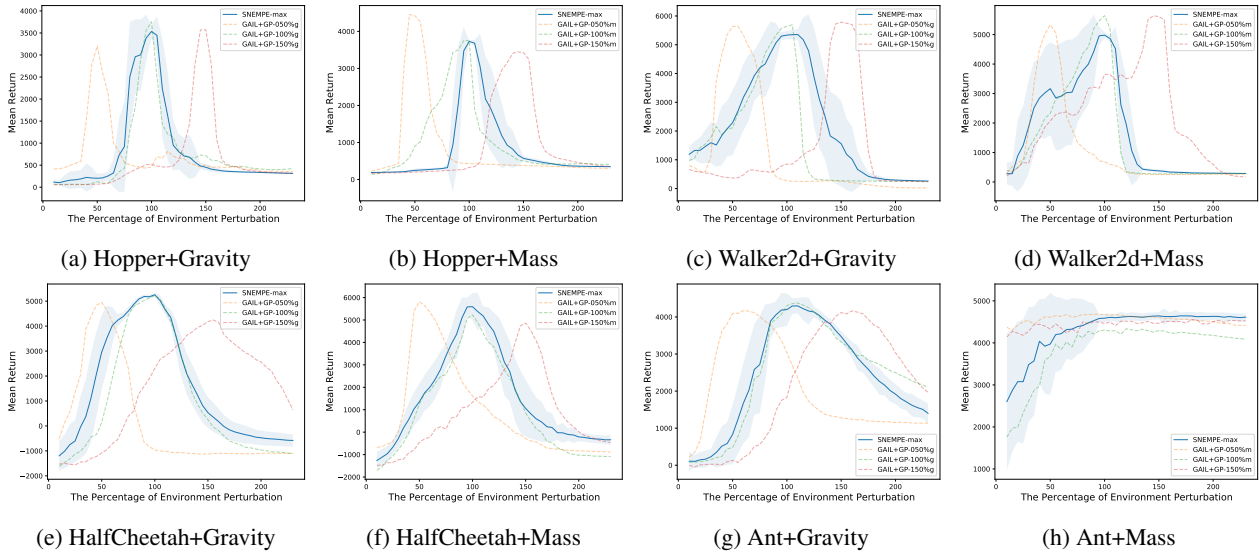 SNEMPE-max
GAIL+GP-050%g
GAIL+GP-100%g
GAIL+GP-150%g
Mean Return
4000
3500
3000
2500
2000
1500
1000
500
0
0 50 100 150 200
The Percentage of Environment Perturbation
(a) Hopper+Gravity
SNEMPE-max
GAIL+GP-050%m
GAIL+GP-100%m
GAIL+GP-150%m
Mean Return
4000
3000
2000
1000
0
0 50 100 150 200
The Percentage of Environment Perturbation
(b) Hopper+Mass
SNEMPE-max
GAIL+GP-050%g
GAIL+GP-100%g
GAIL+GP-150%g
Mean Return
6000
5000
4000
3000
2000
1000
0
0 50 100 150 200
The Percentage of Environment Perturbation
(c) Walker2d+Gravity
SNEMPE-max
GAIL+GP-050%m
GAIL+GP-100%m
GAIL+GP-150%m
Mean Return
6000
5000
4000
3000
2000
1000
0
0 50 100 150 200
The Percentage of Environment Perturbation
(d) Walker2d+Mass
SNEMPE-max
GAIL+GP-050%g
GAIL+GP-100%g
GAIL+GP-150%g
Mean Return
5000
4000
3000
2000
1000
0
−1000
−2000
0 50 100 150 200
The Percentage of Environment Perturbation
(e) HalfCheetah+Gravity
SNEMPE-max
GAIL+GP-050%m
GAIL+GP-100%m
GAIL+GP-150%m
Mean Return
6000
5000
4000
3000
2000
1000
0
−1000
−2000
0 50 100 150 200
The Percentage of Environment Perturbation
(f) HalfCheetah+Mass
Mean Return
4000
3000
2000
1000
0
SNEMPE-max
GAIL+GP-050%g
GAIL+GP-100%g
GAIL+GP-150%g
0 50 100 150 200
The Percentage of Environment Perturbation
(g) Ant+Gravity
Mean Return
5000
4000
3000
2000
1000
SNEMPE-max
GAIL+GP-050%m
GAIL+GP-100%m
GAIL+GP-150%m
0 50 100 150 200
The Percentage of Environment Perturbation
(h) Ant+Mass